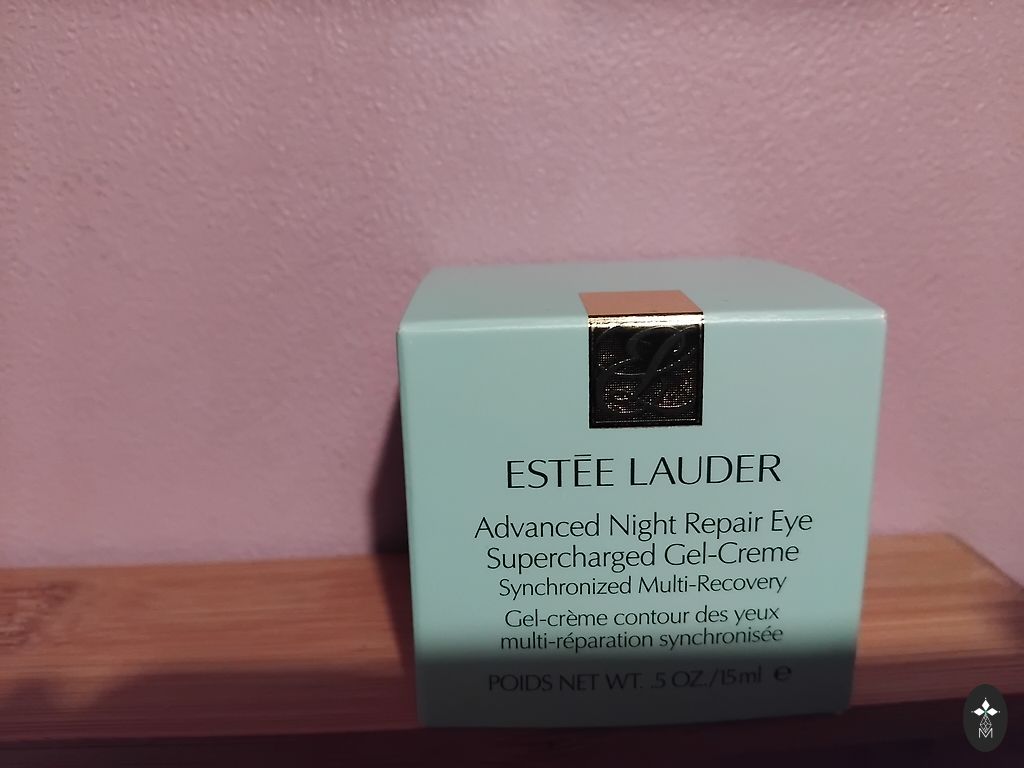 ESTĒE LAUDER
Advanced Night Repair Eye
Supercharged Gel-Creme
Synchronized Multi-Recovery
Gel-crème contour des yeux
multi-réparation synchronisée
POIDS NET WT. .5 OZ./15ml ℮
M